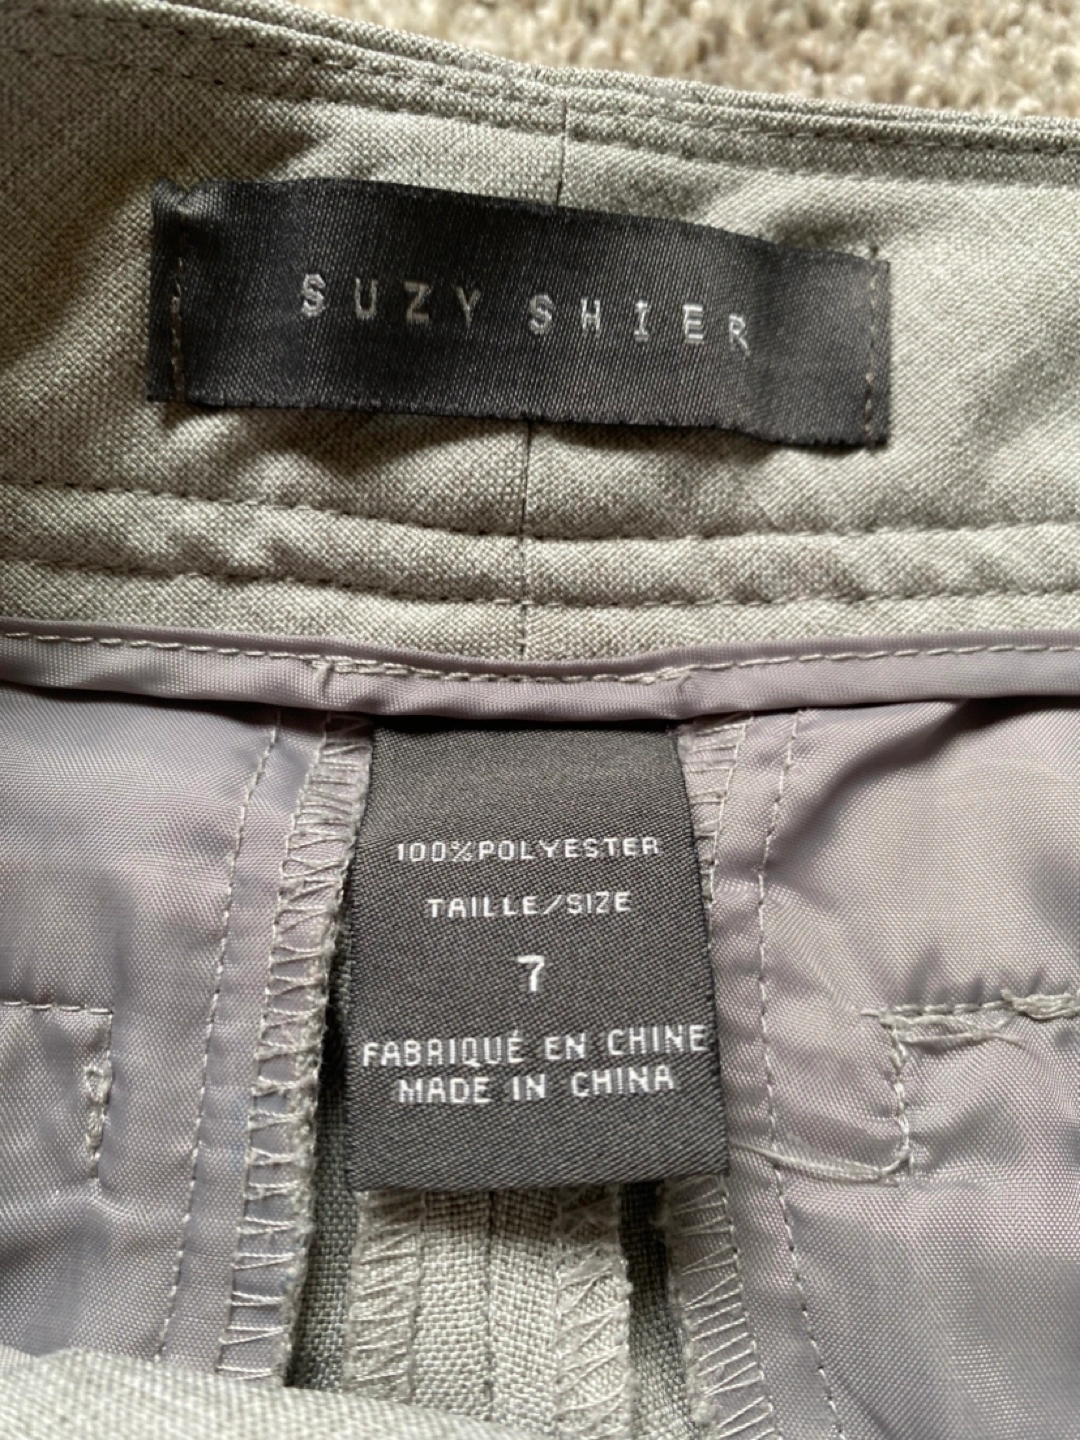 SUZY SHIER
100%POLYESTER
TAILLE/SIZE
7
FABRIQUÉ EN CHINE
MADE IN CHINA